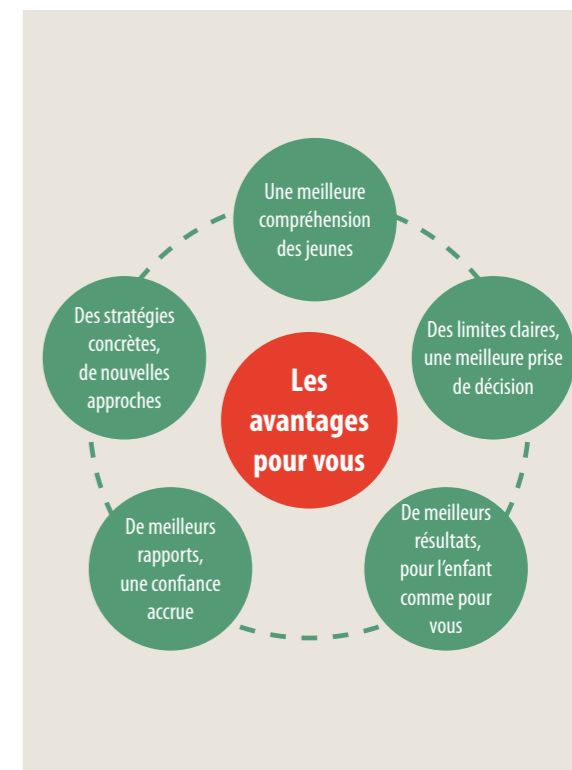 Une meilleure
compréhension
des jeunes
Des limites claires,
une meilleure prise
de décision
De meilleurs
résultats,
pour l’enfant
comme pour
vous
De meilleurs
rapports,
une confiance
accrue
Des stratégies
concrètes,
de nouvelles
approches
Les
avantages
pour vous